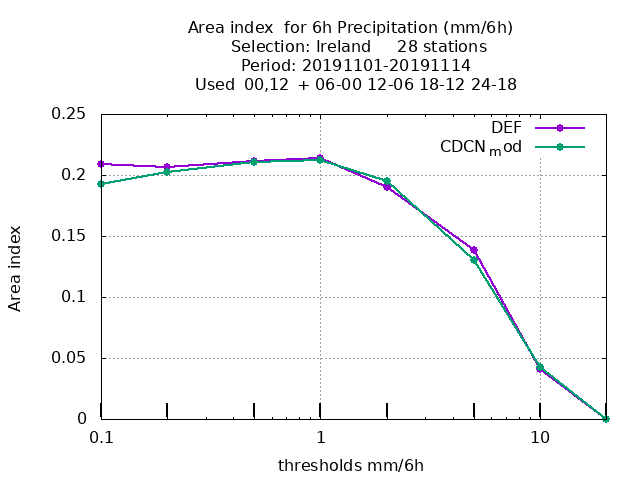 Area index  for 6h Precipitation (mm/6h)
Selection: Ireland     28 stations
Period: 20191101-20191114
Used  00,12  + 06-00 12-06 18-12 24-18
0.25
DEF
CDCNmod
0.2
0.15
Area index
0.1
0.05
0
0.1
1
10
thresholds mm/6h